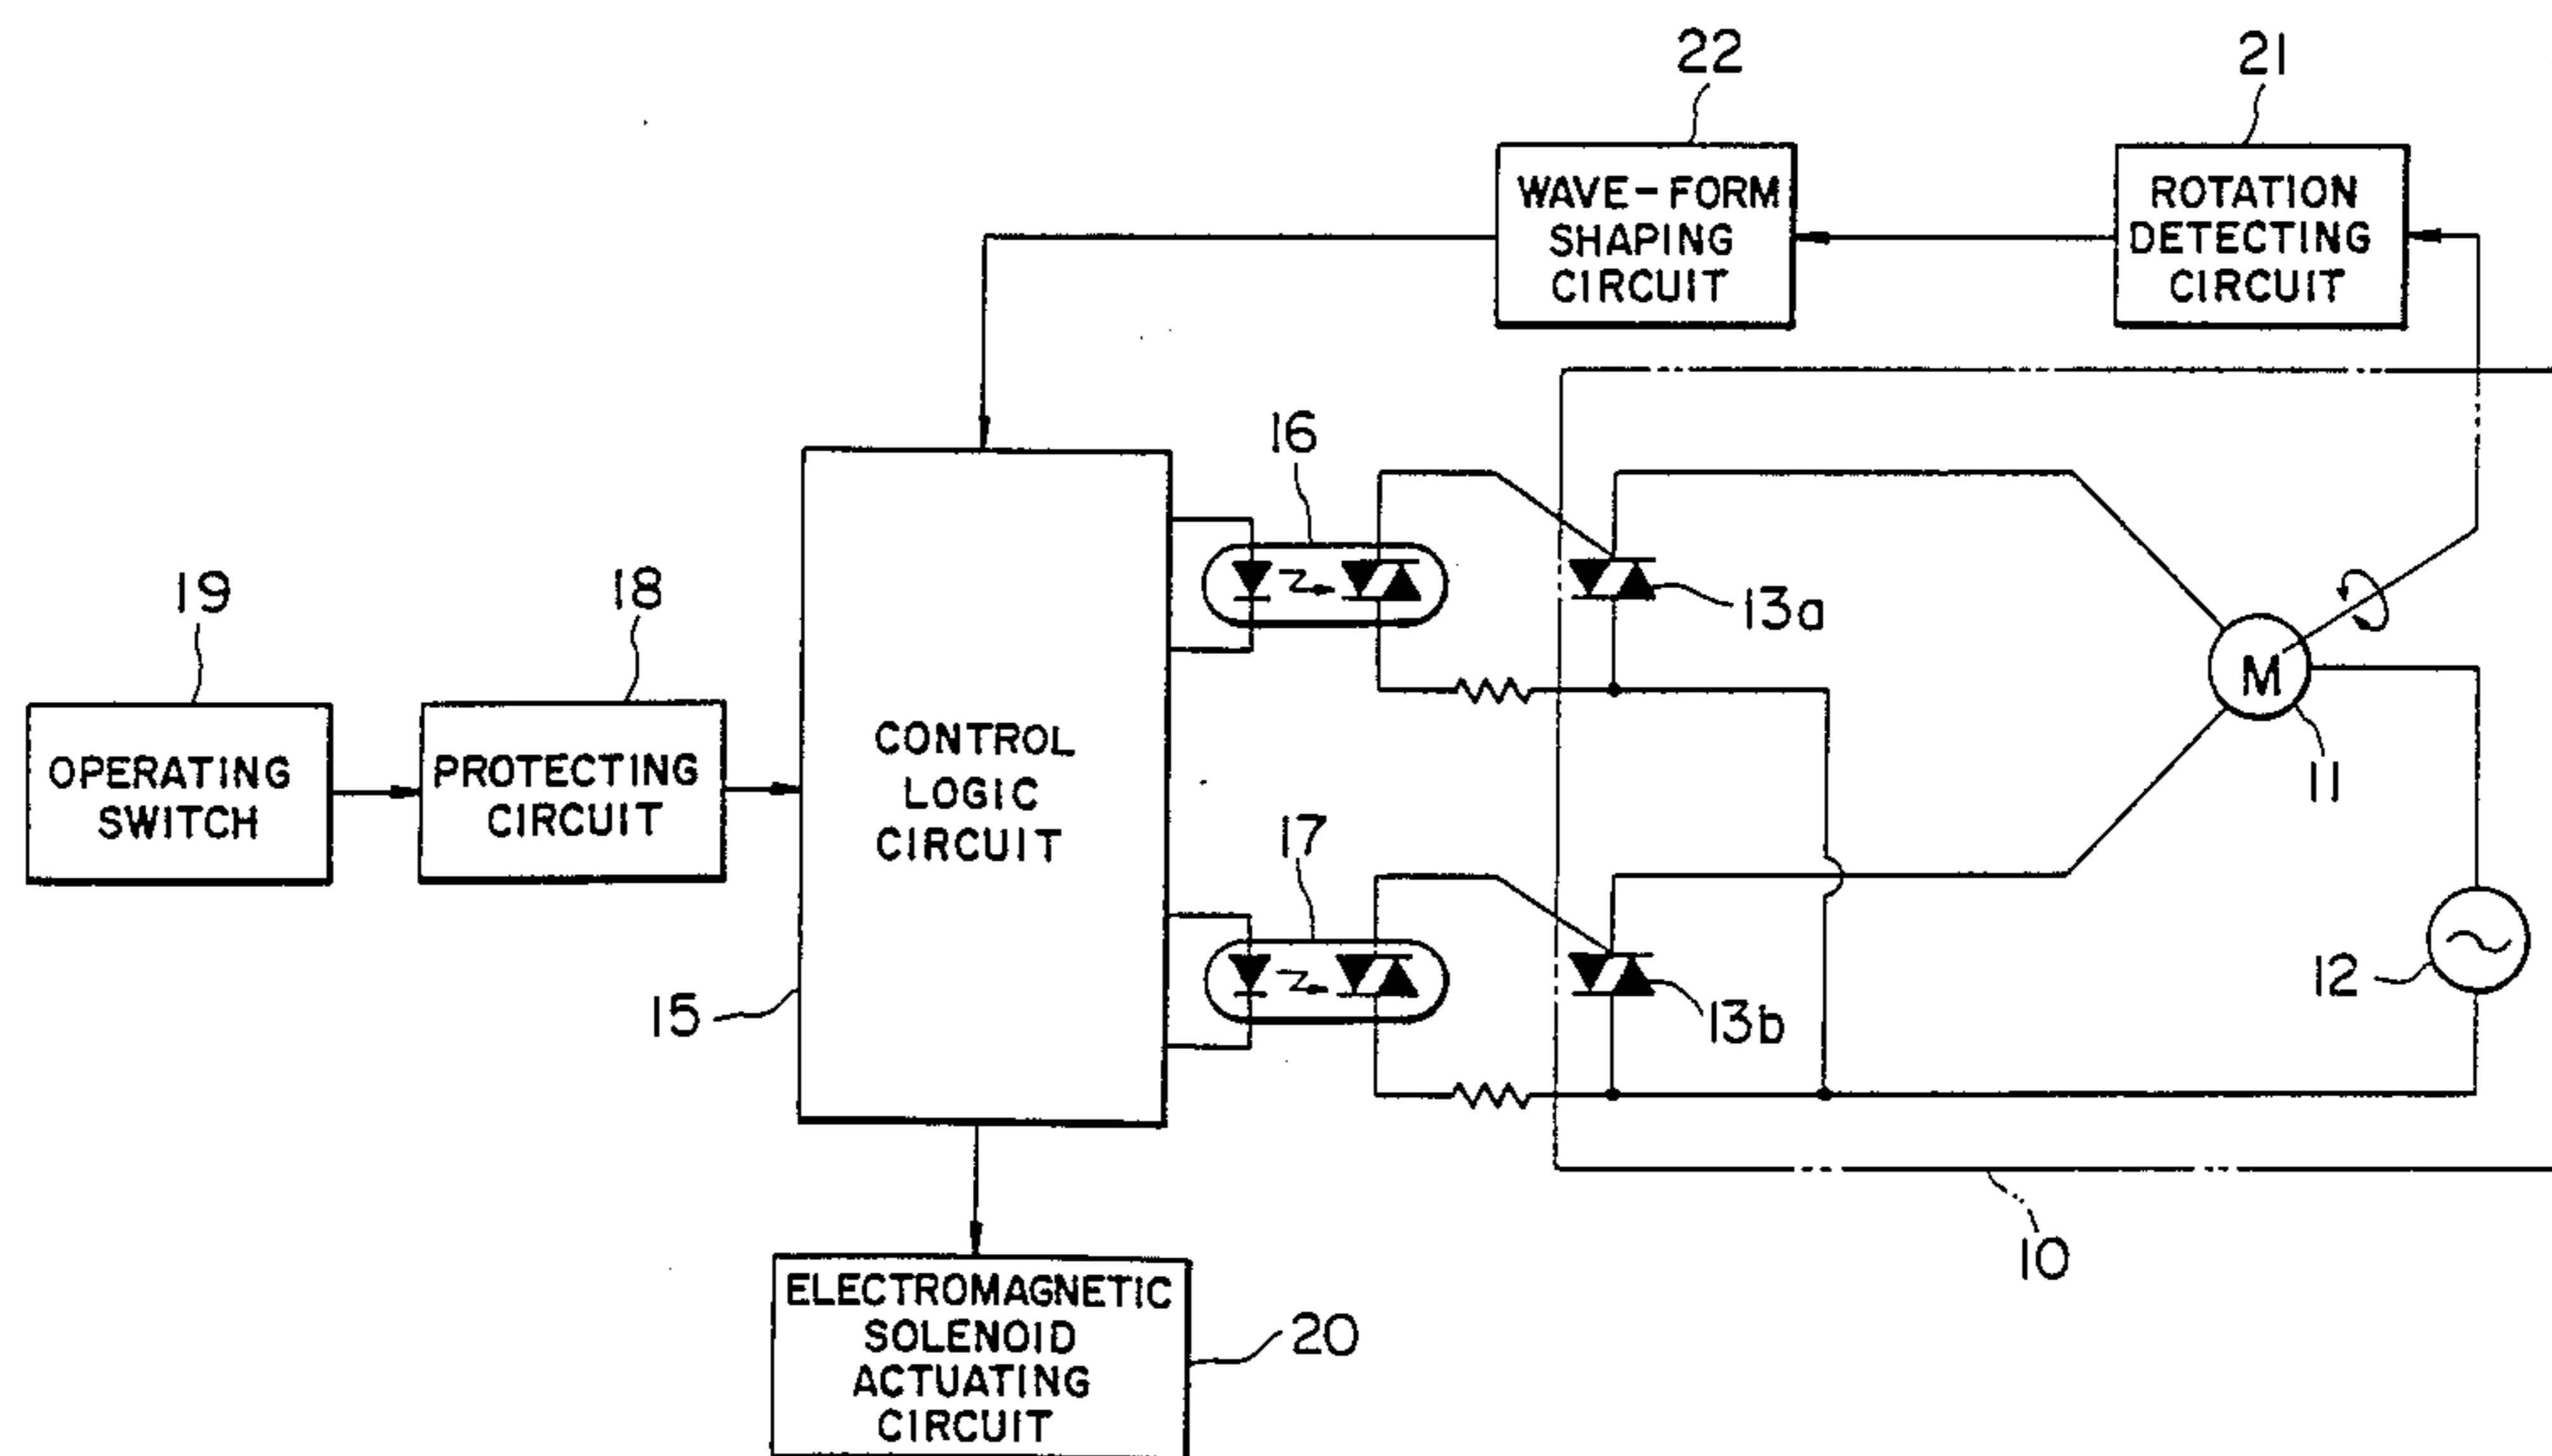 22
21
WAVE-FORM
SHAPING
CIRCUIT
ROTATION
DETECTING
CIRCUIT
16
19
18
13a
M
11
OPERATING
SWITCH
PROTECTING
CIRCUIT
CONTROL
LOGIC
CIRCUIT
17
12
15
13b
10
ELECTROMAGNETIC
SOLENOID
ACTUATING
CIRCUIT
20